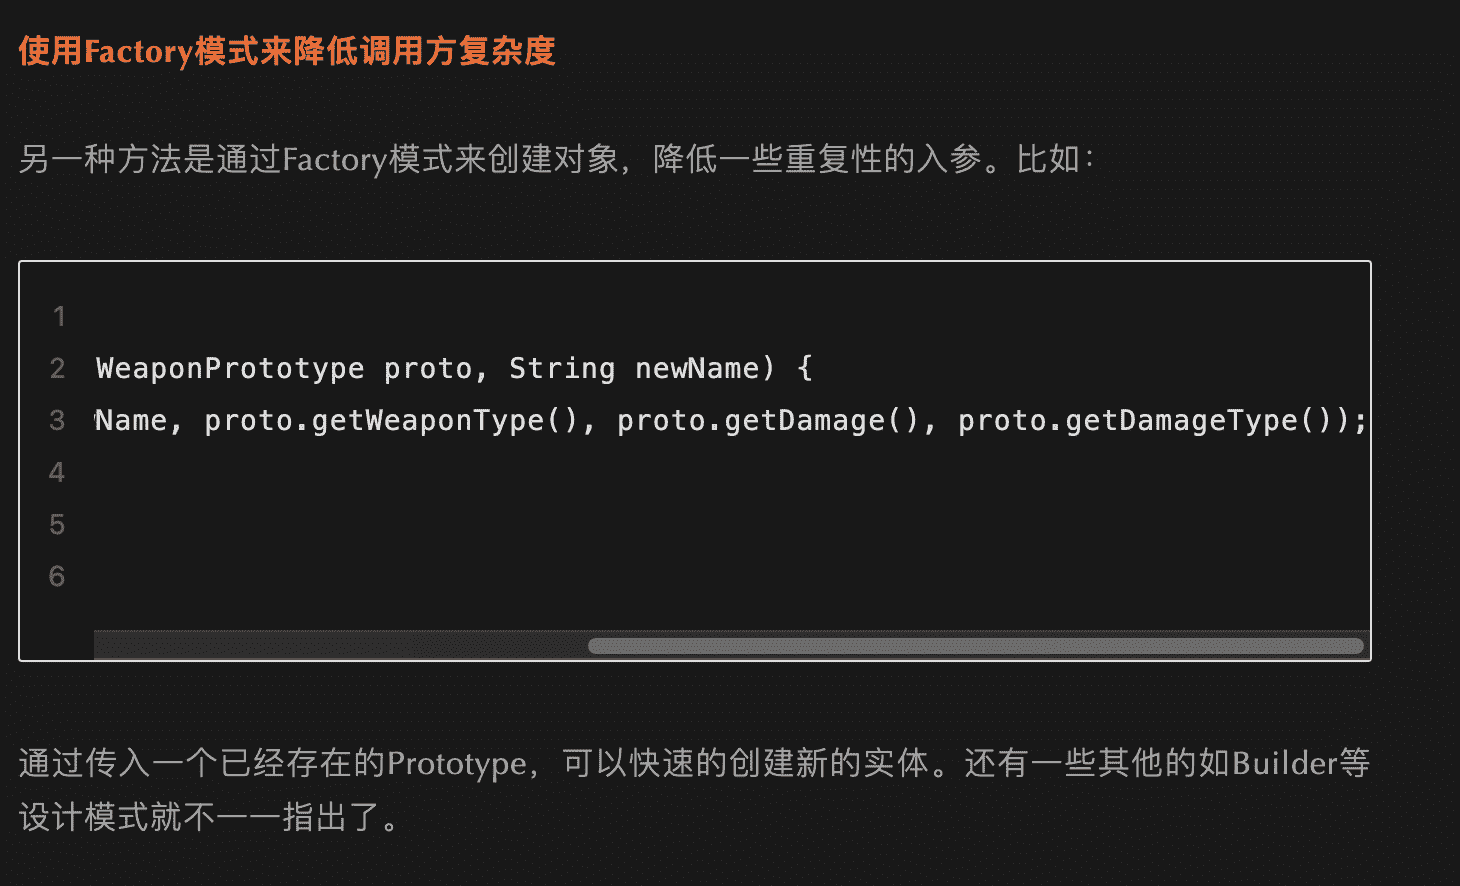 使用Factory模式来降低调用方复杂度
另一种方法是通过Factory模式来创建对象，降低一些重复性的入参。比如：
1
2 WeaponPrototype proto, String newName) {
3 Name, proto.getWeaponType(), proto.getDamage(), proto.getDamageType());
4
5
6
通过传入一个已经存在的Prototype，可以快速的创建新的实体。还有一些其他的如Builder等
设计模式就不一一指出了。